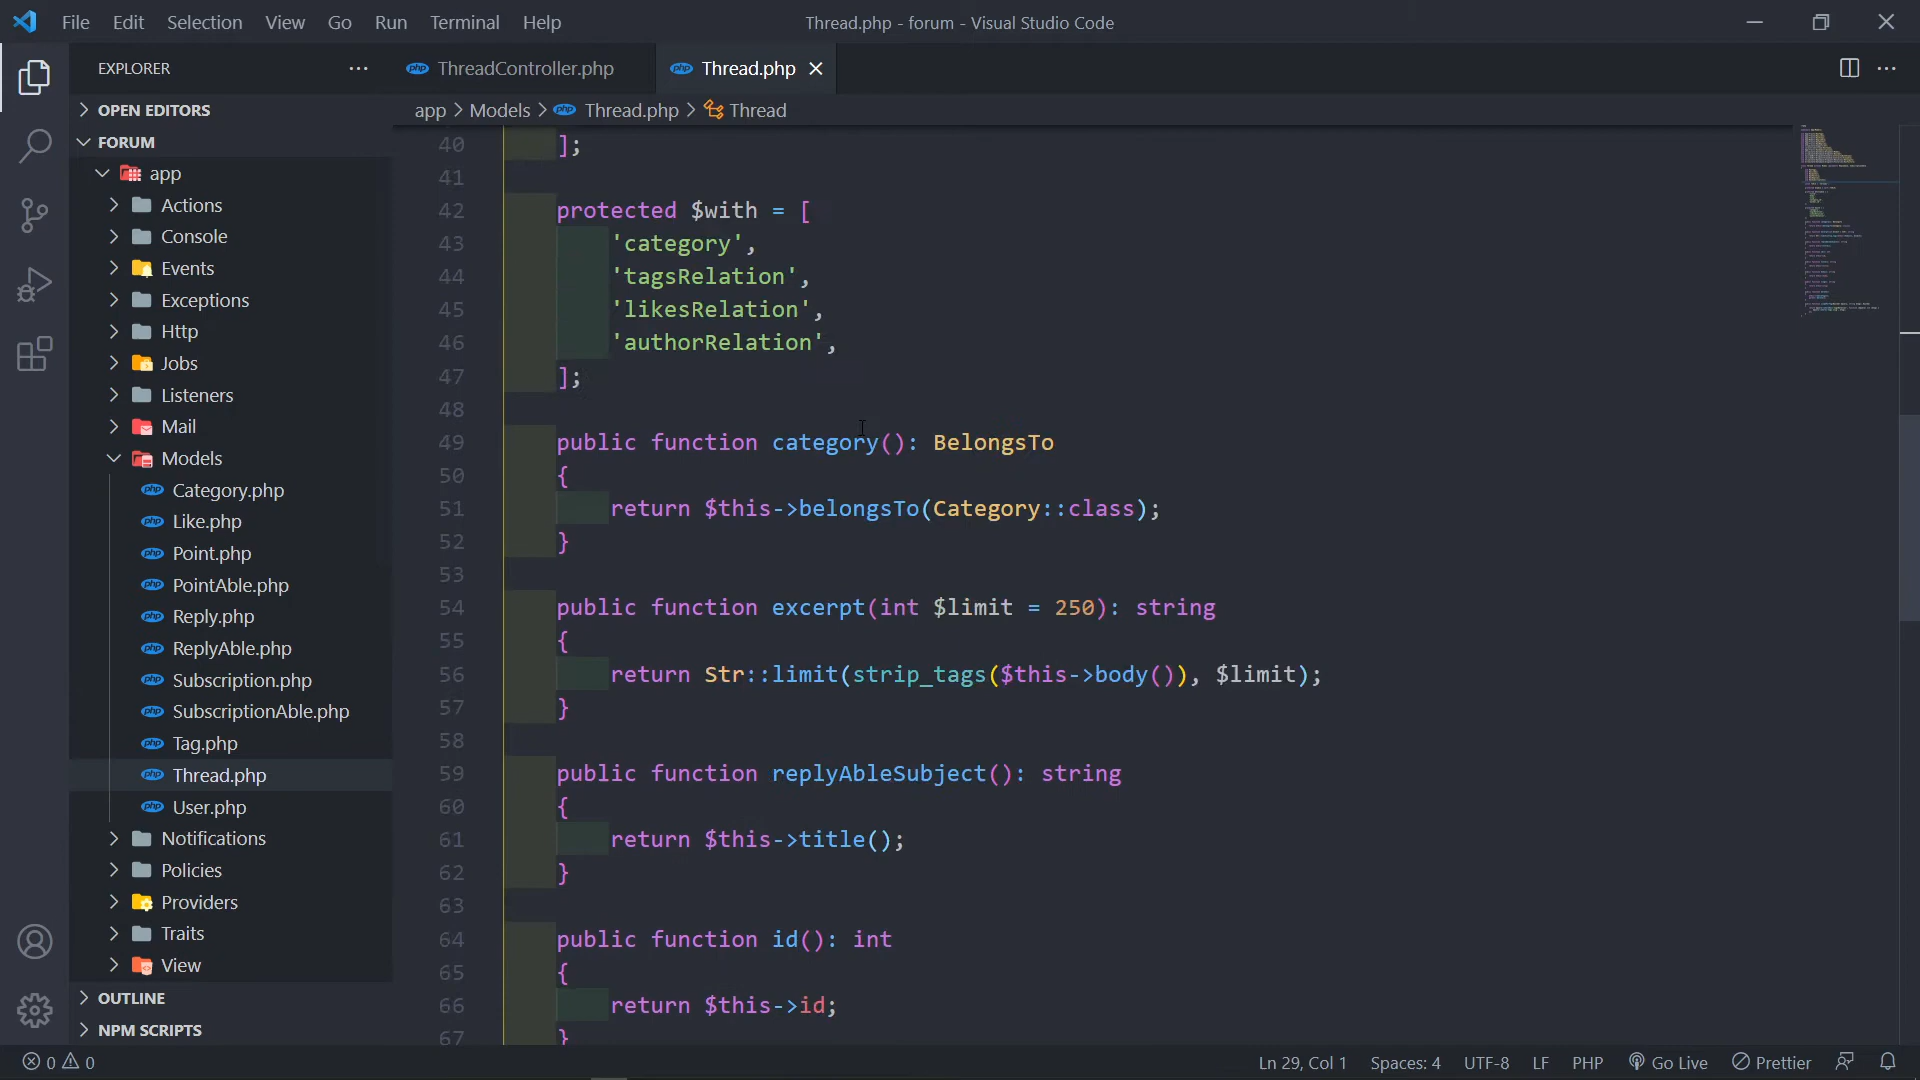 File Edit Selection View Go Run Terminal Help
Thread.php - forum - Visual Studio Code
EXPLORER
ThreadController.php
Thread.php
app > Models > Thread.php > Thread
OPEN EDITORS
FORUM
app
Actions
Console
Events
Exceptions
Http
Jobs
Listeners
Mail
Models
Category.php
Like.php
Point.php
PointAble.php
Reply.php
ReplyAble.php
Subscription.php
SubscriptionAble.php
Tag.php
Thread.php
User.php
Notifications
Policies
Providers
Traits
View
OUTLINE
NPM SCRIPTS
40 ];
41
42 protected $with = [
43 'category',
44 'tagsRelation',
45 'likesRelation',
46 'authorRelation',
47 ];
48
49 public function category(): BelongsTo
50 {
51 return $this->belongsTo(Category::class);
52 }
53
54 public function excerpt(int $limit = 250): string
55 {
56 return Str::limit(strip_tags($this->body()), $limit);
57 }
58
59 public function replyAbleSubject(): string
60 {
61 return $this->title();
62 }
63
64 public function id(): int
65 {
66 return $this->id;
67 }
0 0
Ln 29, Col 1
Spaces: 4
UTF-8
LF
PHP
Go Live
Prettier